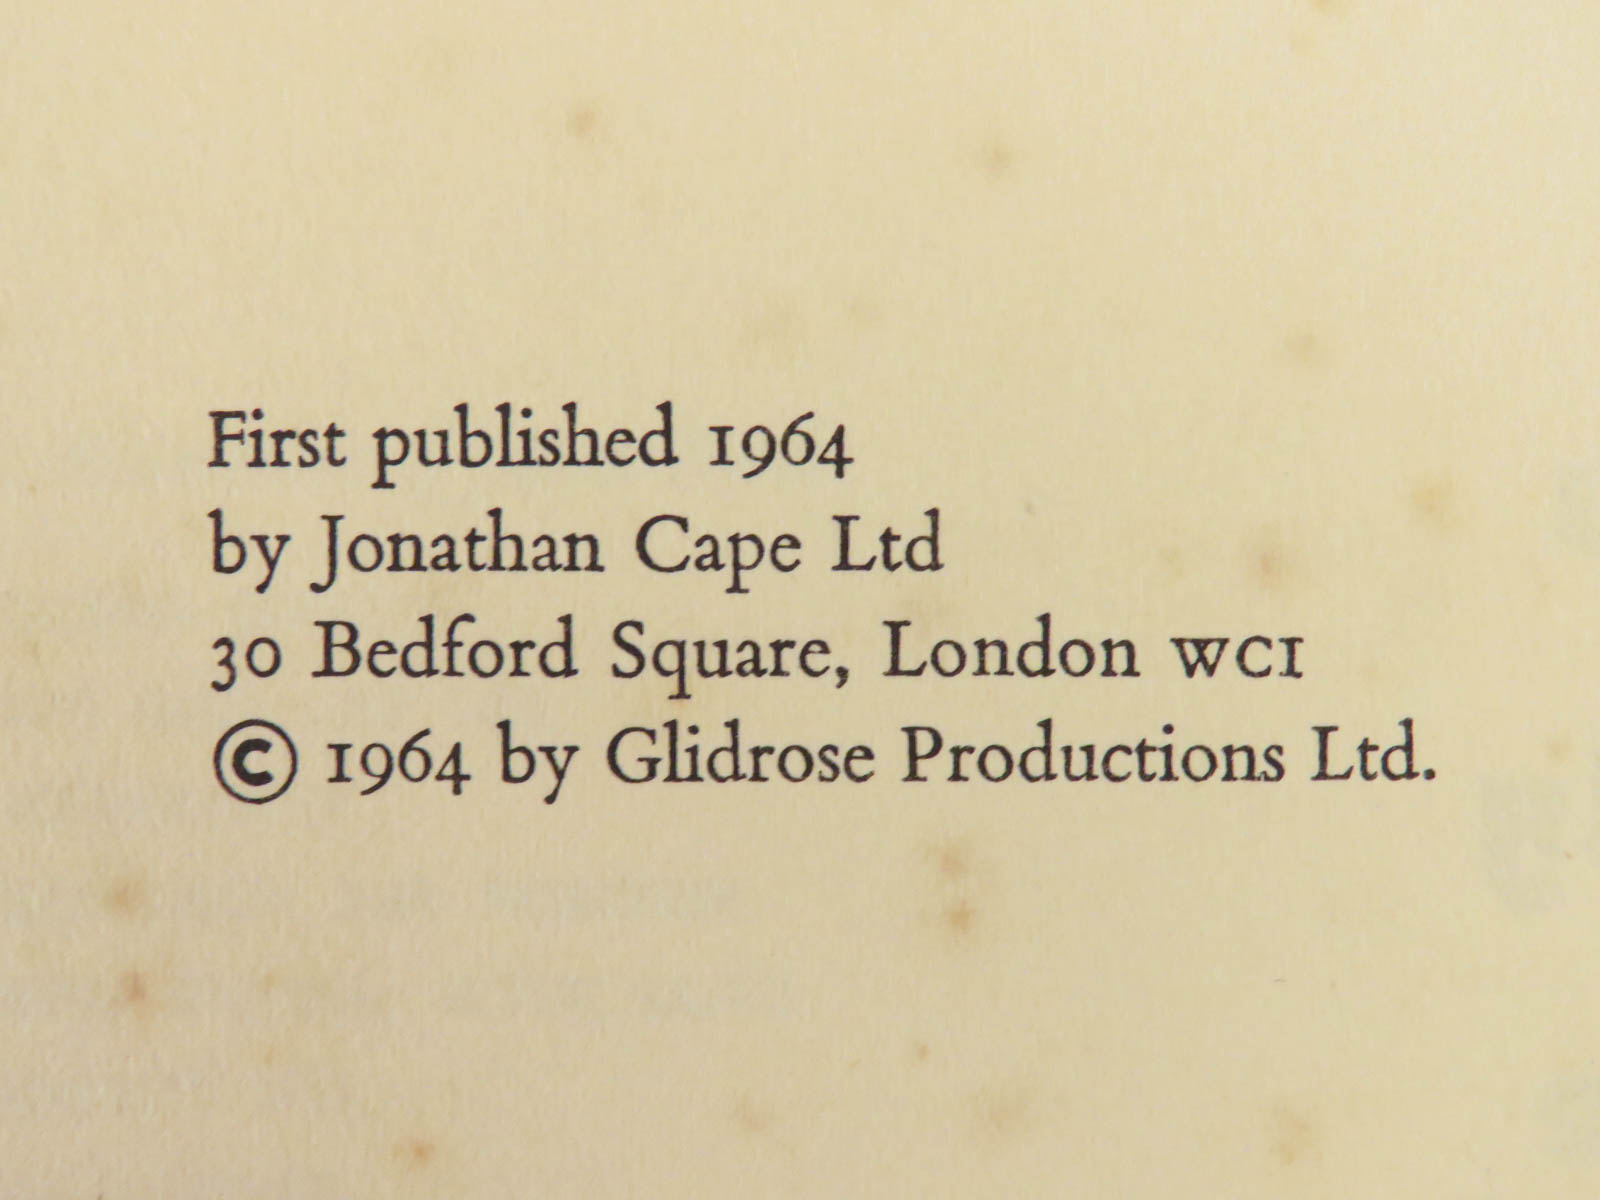 First published 1964
by Jonathan Cape Ltd
30 Bedford Square, London WC1
© 1964 by Glidrose Productions Ltd.